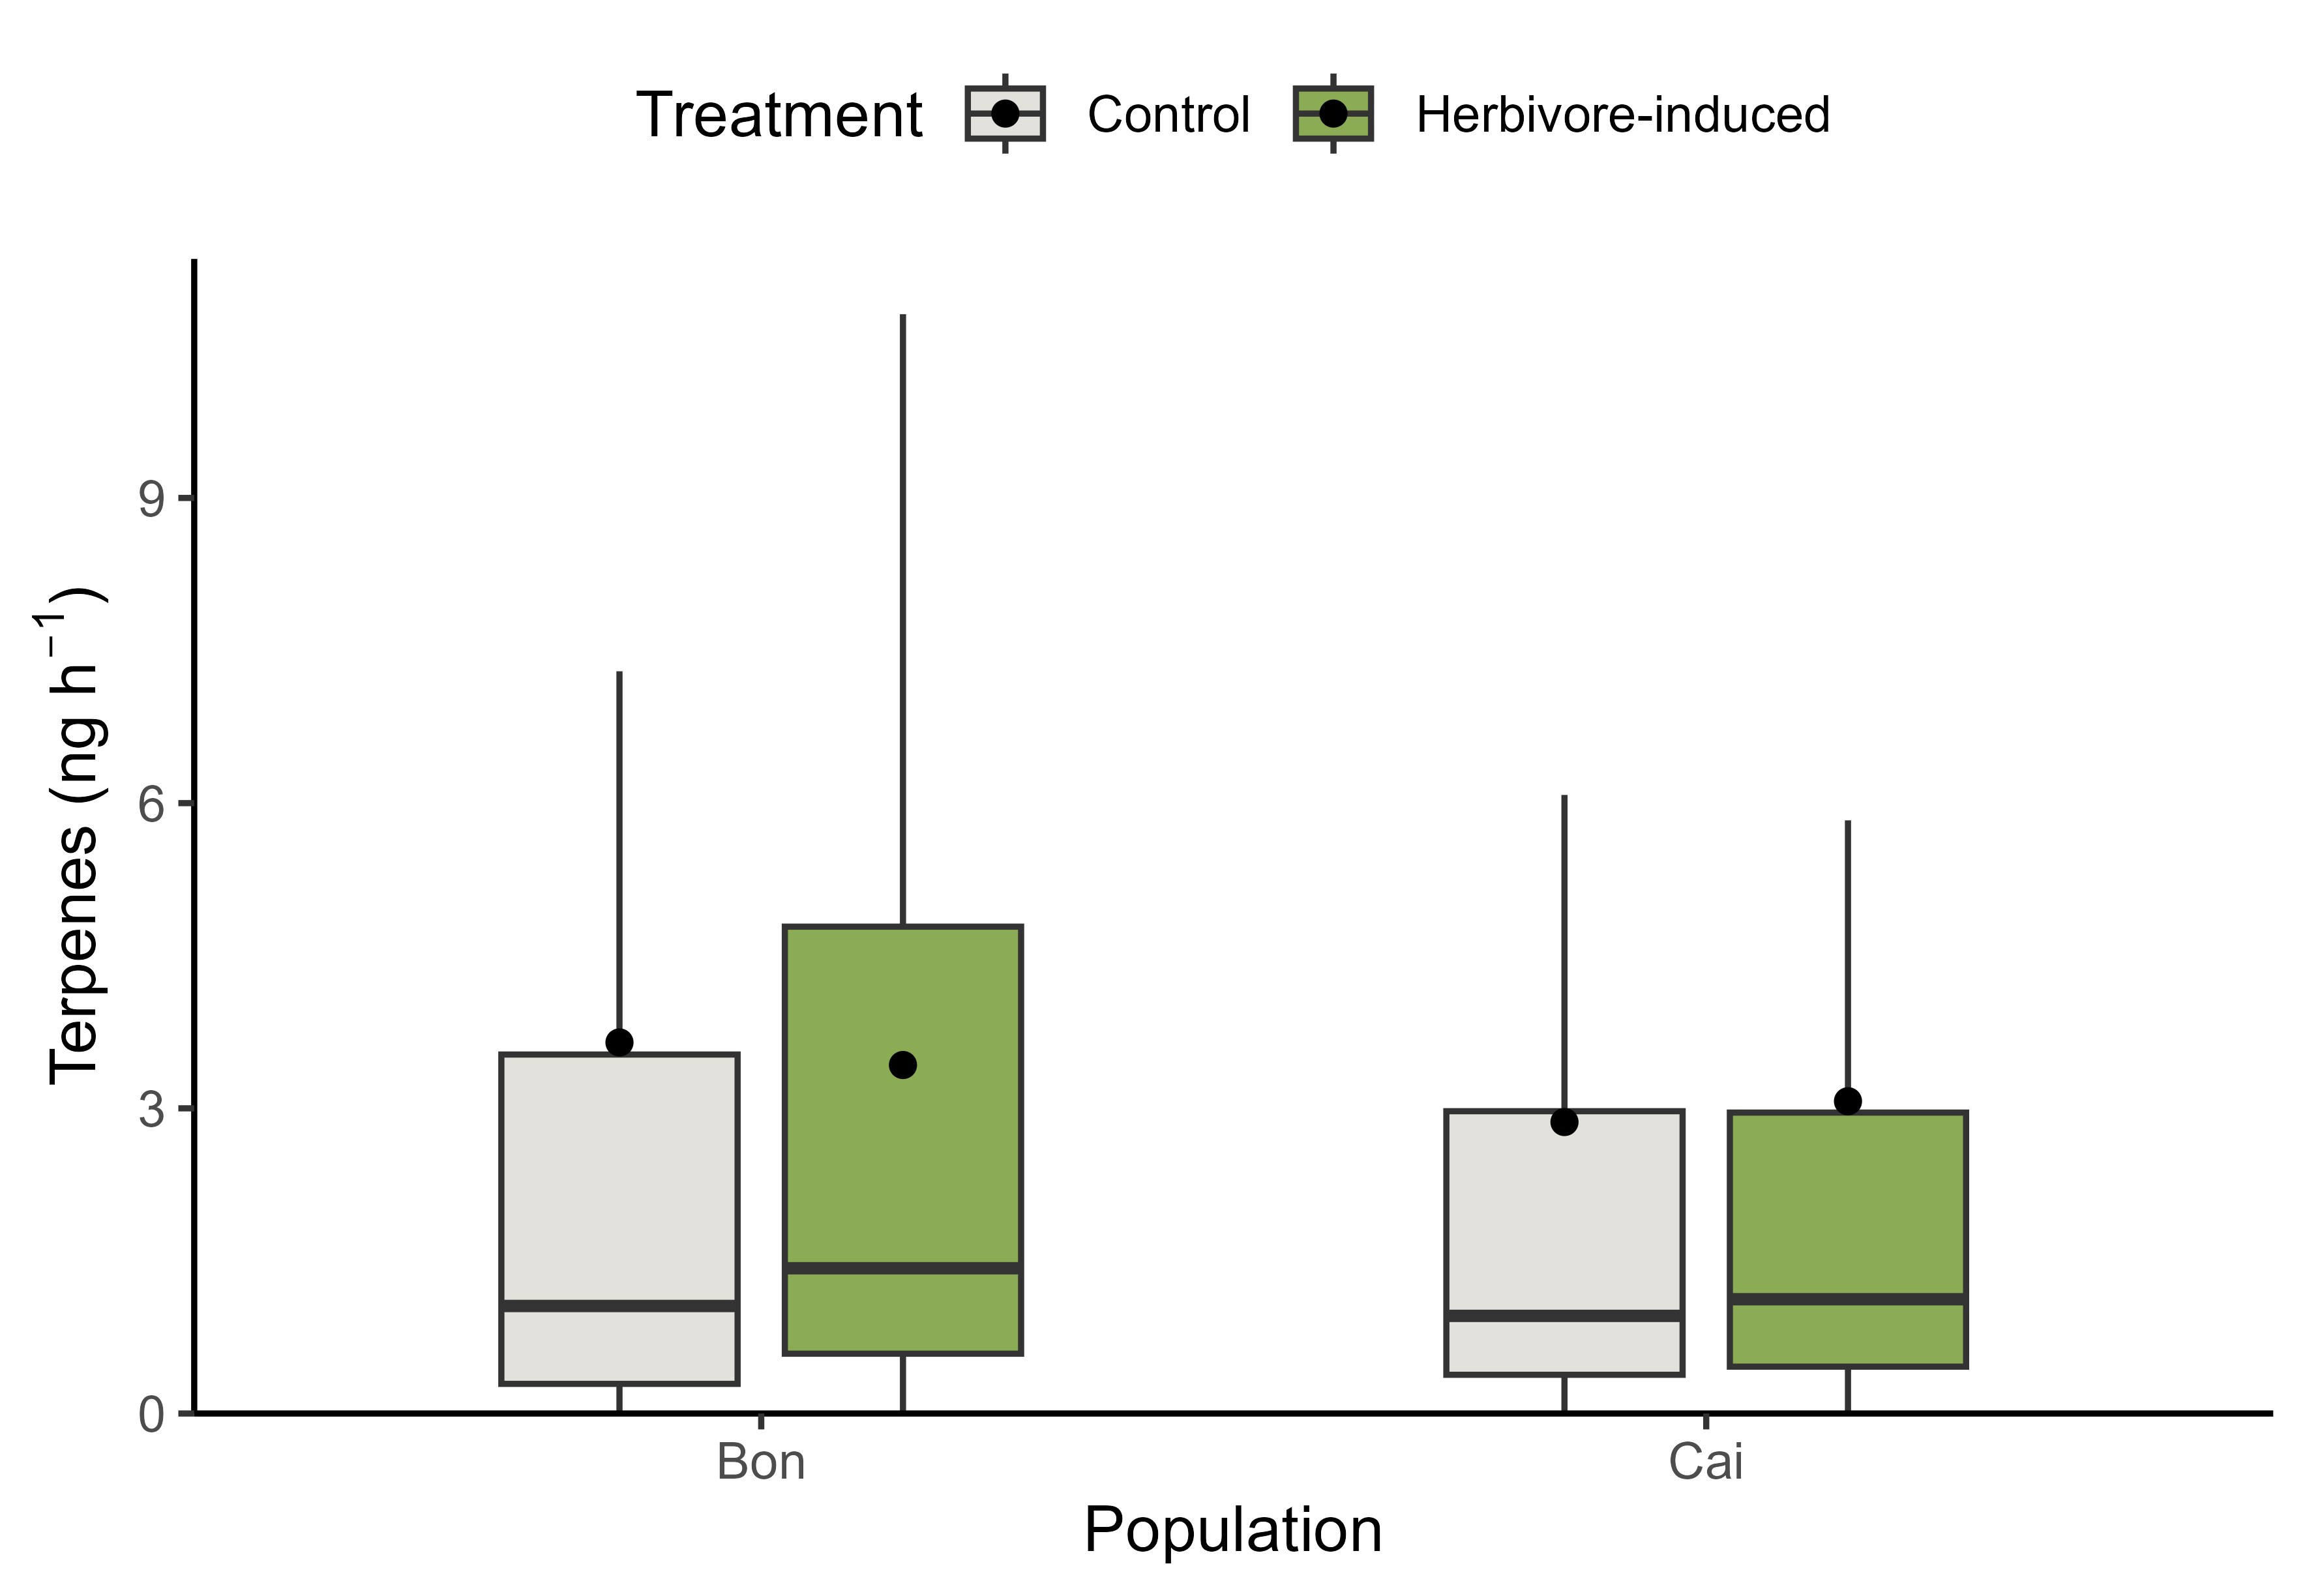 Treatment Control Herbivore-induced
Terpenes (ng h⁻¹)
9
6
3
0
Bon Cai
Population